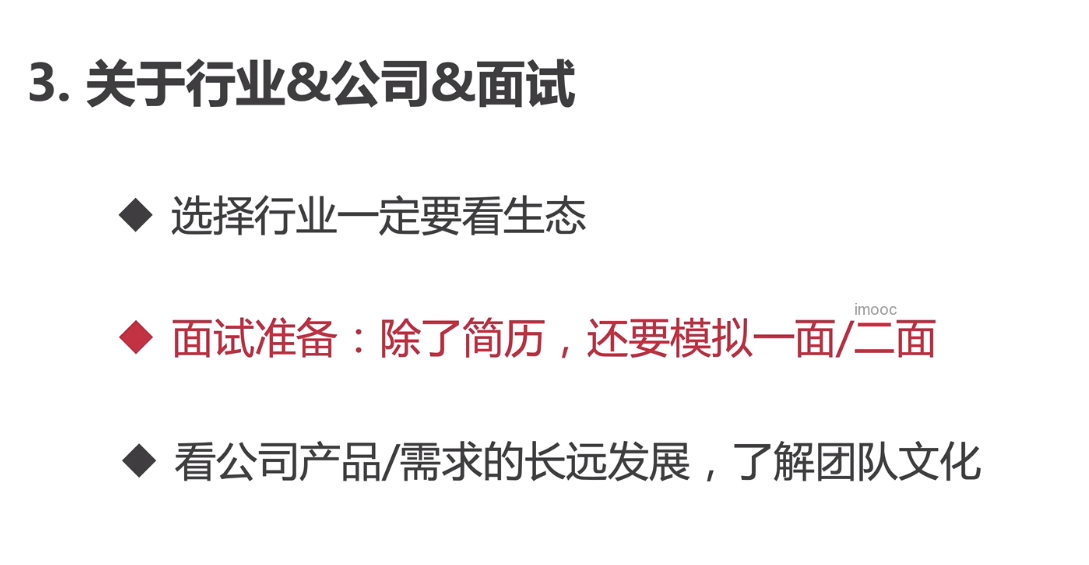 3. 关于行业&公司&面试
◆ 选择行业一定要看生态
imooc
◆ 面试准备：除了简历，还要模拟一面/二面
◆ 看公司产品/需求的长远发展，了解团队文化